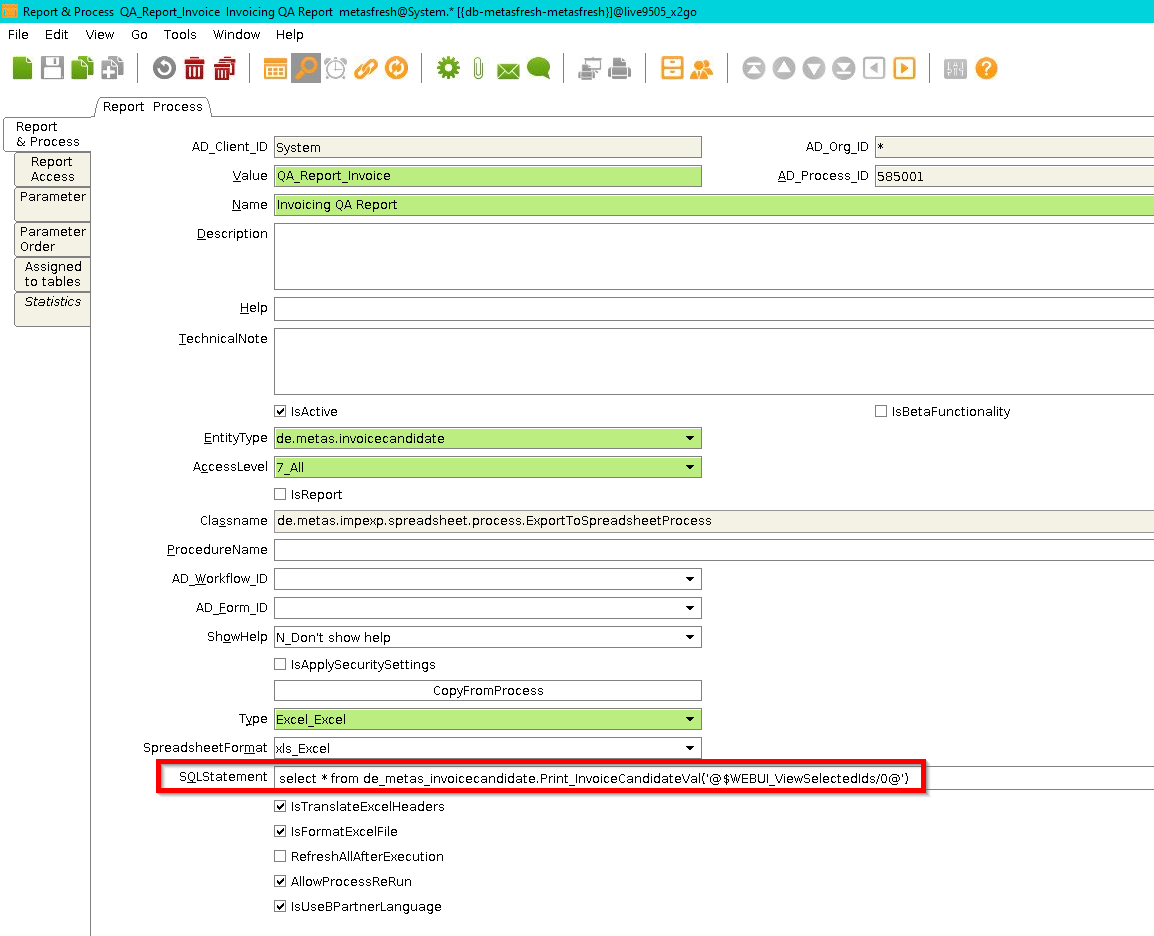 Report & Process  QA_Report_Invoice  Invoicing QA Report  metasfresh@System.* [{db-metasfresh-metasfresh}]@live9505_x2go
File Edit View Go Tools Window Help
Report Process
Report & Process
Report Access
Parameter
Parameter Order
Assigned to tables
Statistics
AD_Client_ID System AD_Org_ID *
Value QA_Report_Invoice AD_Process_ID 585001
Name Invoicing QA Report
Description
Help
TechnicalNote
IsActive IsBetaFunctionality
EntityType de.metas.invoicecandidate
AccessLevel 7_All
IsReport
Classname de.metas.impexp.spreadsheet.process.ExportToSpreadsheetProcess
ProcedureName
AD_Workflow_ID
AD_Form_ID
ShowHelp N_Don't show help
IsApplySecuritySettings
CopyFromProcess
Type Excel_Excel
SpreadsheetFormat xls_Excel
SQLStatement select * from de_metas_invoicecandidate.Print_InvoiceCandidateVal('@$WEBUI_ViewSelectedIds/0@')
IsTranslateExcelHeaders
IsFormatExcelFile
RefreshAllAfterExecution
AllowProcessReRun
IsUseBPartnerLanguage